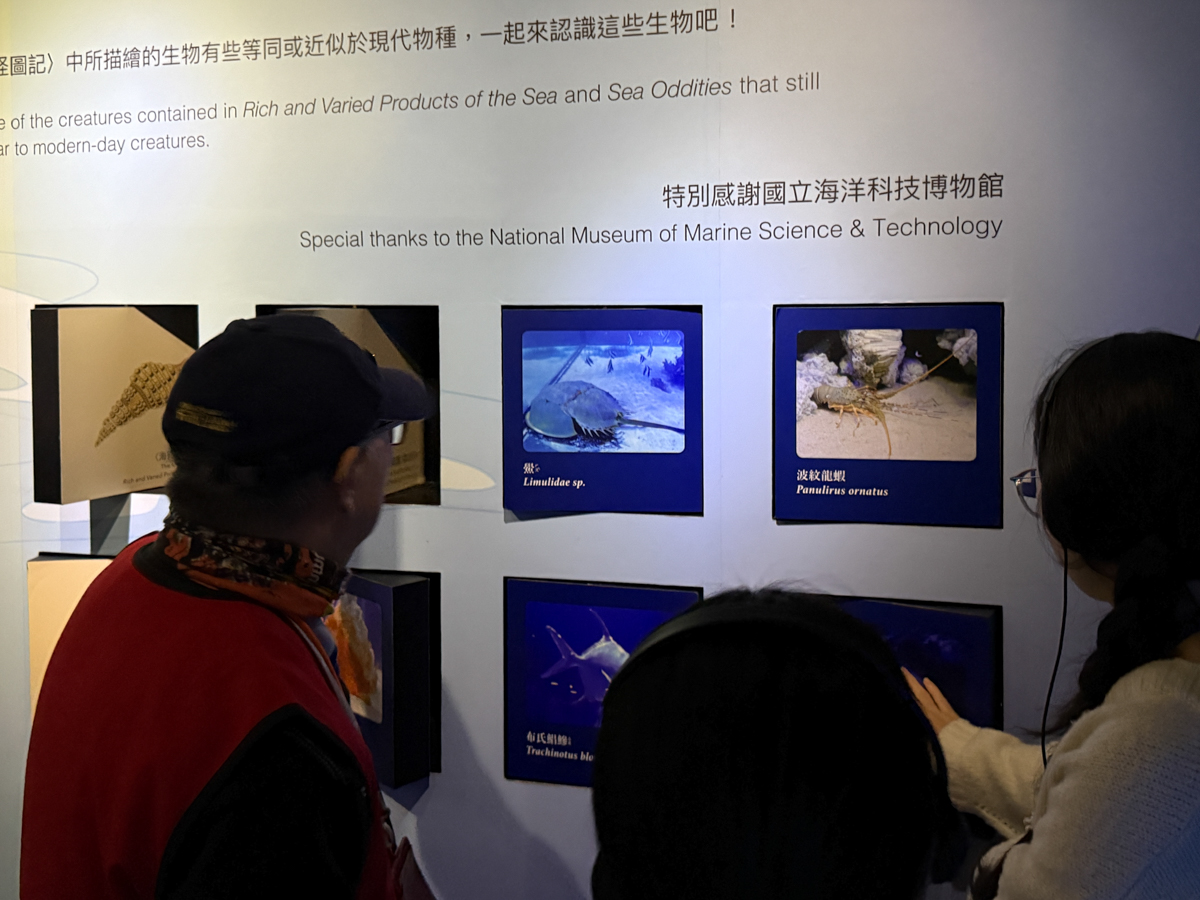 圖記〉中所描繪的生物有些等同或近似於現代物種，一起來認識這些生物吧！
e of the creatures contained in Rich and Varied Products of the Sea and Sea Oddities that still
ar to modern-day creatures.
特別感謝國立海洋科技博物館
Special thanks to the National Museum of Marine Science & Technology
鱟
Limulidae sp.
波紋龍蝦
Panulirus ornatus
Rich and Varied
布氏鯧鰺
Trachinotus blo